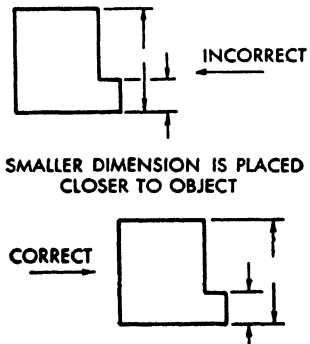 INCORRECT
SMALLER DIMENSION IS PLACED
CLOSER TO OBJECT
CORRECT